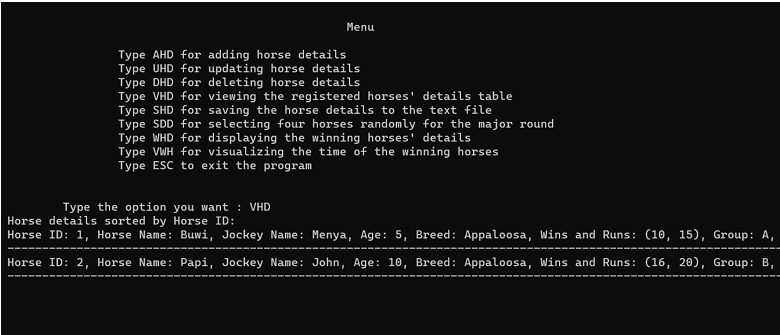 Menu
Type AHD for adding horse details
Type UHD for updating horse details
Type DHD for deleting horse details
Type VHD for viewing the registered horses' details table
Type SHD for saving the horse details to the text file
Type SDD for selecting four horses randomly for the major round
Type WHD for displaying the winning horses' details
Type VWH for visualizing the time of the winning horses
Type ESC to exit the program
Type the option you want : VHD
Horse details sorted by Horse ID:
Horse ID: 1, Horse Name: Buwi, Jockey Name: Menya, Age: 5, Breed: Appaloosa, Wins and Runs: (10, 15), Group: A,
Horse ID: 2, Horse Name: Papi, Jockey Name: John, Age: 10, Breed: Appaloosa, Wins and Runs: (16, 20), Group: B,